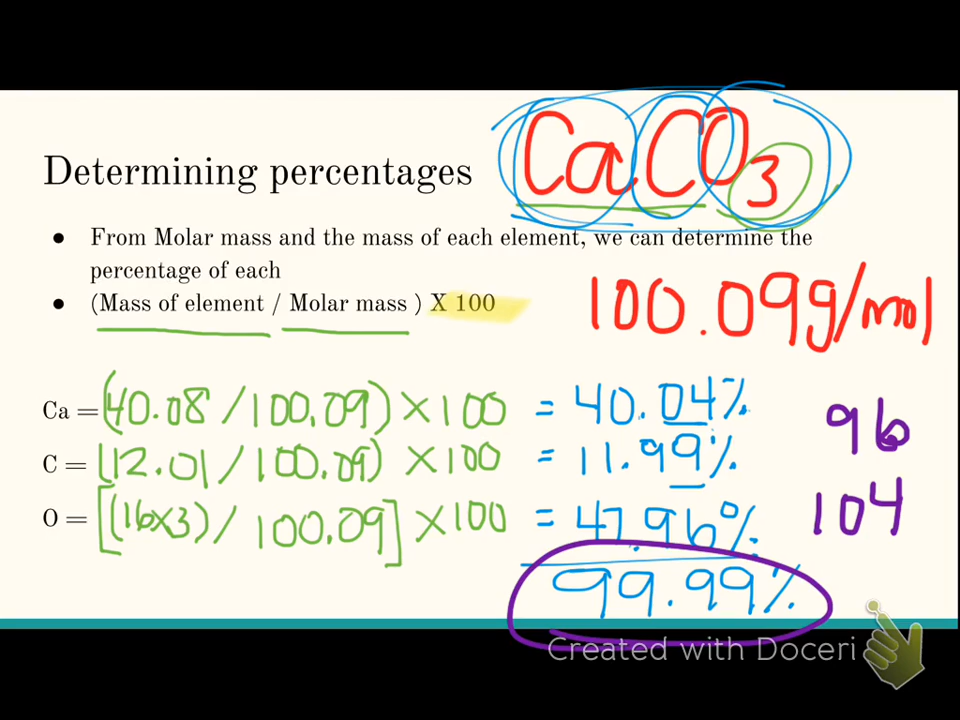 CaCO3
Determining percentages
● From Molar mass and the mass of each element, we can determine the
percentage of each
● (Mass of element / Molar mass ) X 100
100.09g/mol
Ca = (40.08 / 100.09) × 100 = 40.04%
C = (12.01 / 100.09) × 100 = 11.99%
O = [(16×3) / 100.09] × 100 = 47.96%
99.99%
96
104
Created with Doceri